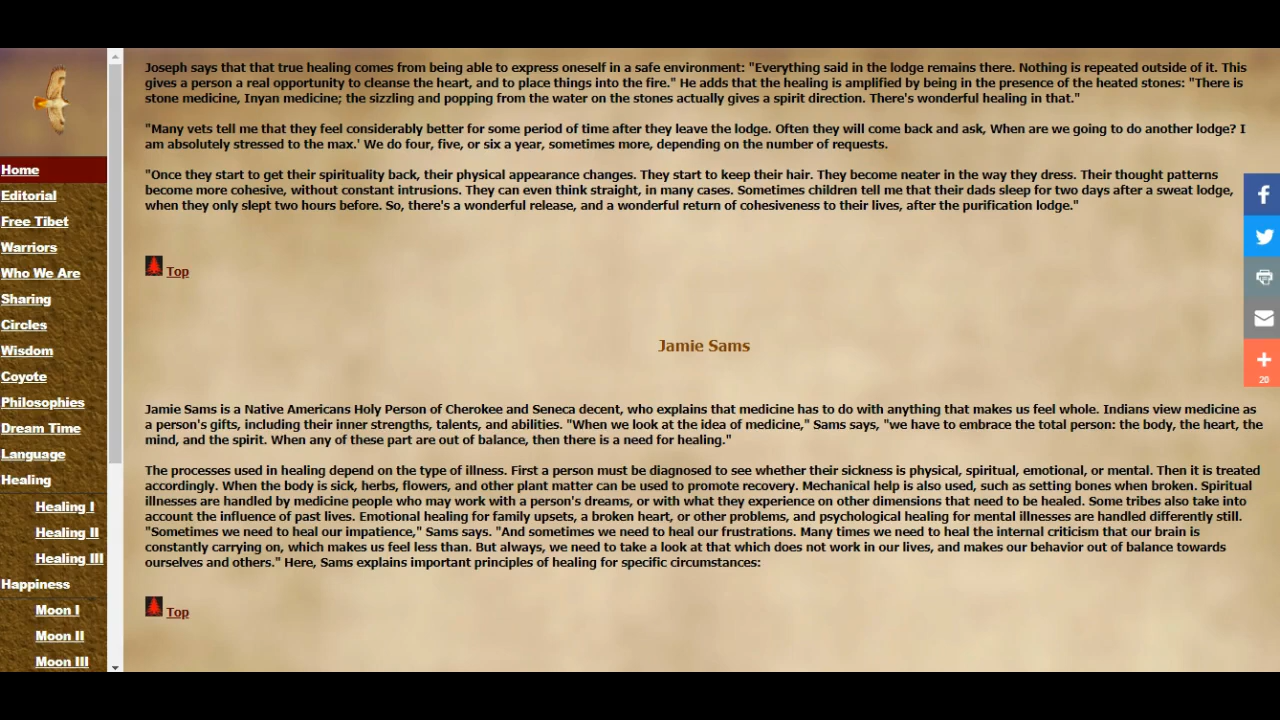 Home
Editorial
Free Tibet
Warriors
Who We Are
Sharing
Circles
Wisdom
Coyote
Philosophies
Dream Time
Language
Healing
Healing I
Healing II
Healing III
Happiness
Moon I
Moon II
Moon III
Joseph says that that true healing comes from being able to express oneself in a safe environment: "Everything said in the lodge remains there. Nothing is repeated outside of it. This
gives a person a real opportunity to cleanse the heart, and to place things into the fire." He adds that the healing is amplified by being in the presence of the heated stones: "There is
stone medicine, Inyan medicine; the sizzling and popping from the water on the stones actually gives a spirit direction. There's wonderful healing in that."
"Many vets tell me that they feel considerably better for some period of time after they leave the lodge. Often they will come back and ask, When are we going to do another lodge? I
am absolutely stressed to the max.' We do four, five, or six a year, sometimes more, depending on the number of requests.
"Once they start to get their spirituality back, their physical appearance changes. They start to keep their hair. They become neater in the way they dress. Their thought patterns
become more cohesive, without constant intrusions. They can even think straight, in many cases. Sometimes children tell me that their dads sleep for two days after a sweat lodge,
when they only slept two hours before. So, there's a wonderful release, and a wonderful return of cohesiveness to their lives, after the purification lodge."
Top
Jamie Sams
Jamie Sams is a Native Americans Holy Person of Cherokee and Seneca decent, who explains that medicine has to do with anything that makes us feel whole. Indians view medicine as
a person's gifts, including their inner strengths, talents, and abilities. "When we look at the idea of medicine," Sams says, "we have to embrace the total person: the body, the heart, the
mind, and the spirit. When any of these part are out of balance, then there is a need for healing."
The processes used in healing depend on the type of illness. First a person must be diagnosed to see whether their sickness is physical, spiritual, emotional, or mental. Then it is treated
accordingly. When the body is sick, herbs, flowers, and other plant matter can be used to promote recovery. Mechanical help is also used, such as setting bones when broken. Spiritual
illnesses are handled by medicine people who may work with a person's dreams, or with what they experience on other dimensions that need to be healed. Some tribes also take into
account the influence of past lives. Emotional healing for family upsets, a broken heart, or other problems, and psychological healing for mental illnesses are handled differently still.
"Sometimes we need to heal our impatience," Sams says. "And sometimes we need to heal our frustrations. Many times we need to heal the internal criticism that our brain is
constantly carrying on, which makes us feel less than. But always, we need to take a look at that which does not work in our lives, and makes our behavior out of balance towards
ourselves and others." Here, Sams explains important principles of healing for specific circumstances:
Top
20